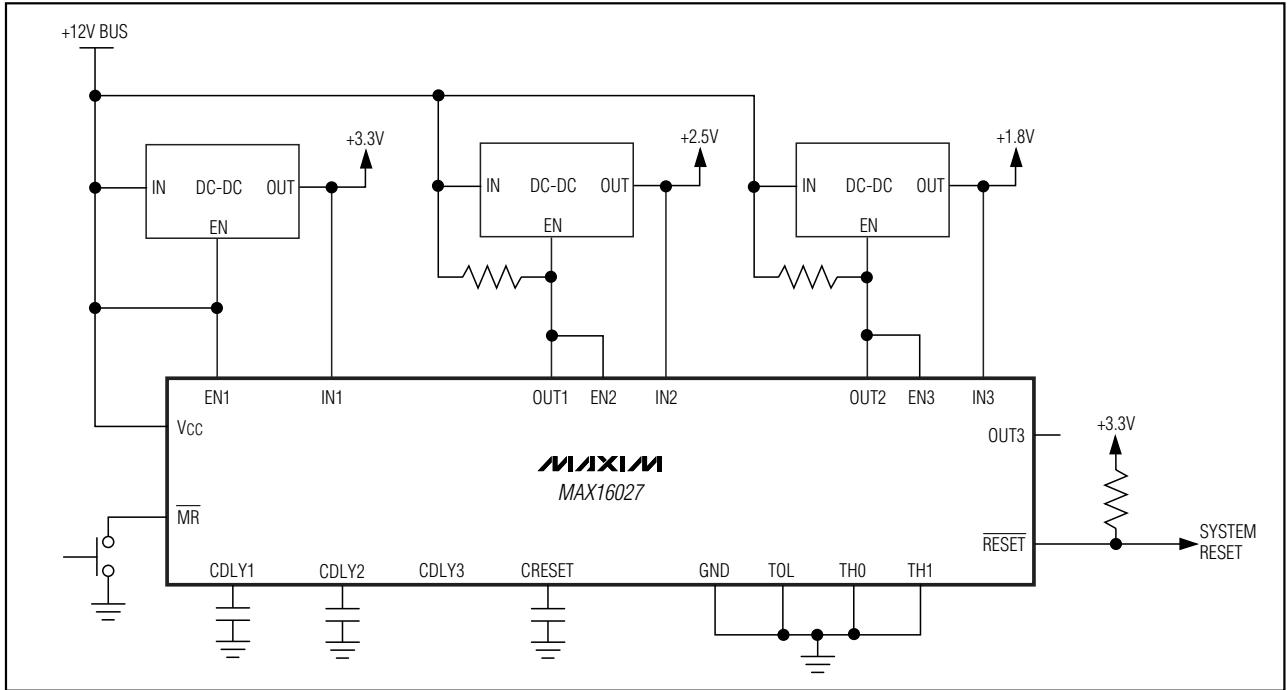 +12V BUS
+3.3V
+2.5V
+1.8V
IN DC-DC OUT
EN
IN DC-DC OUT
EN
IN DC-DC OUT
EN
EN1 IN1 OUT1 EN2 IN2 OUT2 EN3 IN3
VCC
OUT3
+3.3V
MAXIM
MAX16027
MR
RESET
SYSTEM
RESET
CDLY1 CDLY2 CDLY3 CRESET GND TOL TH0 TH1